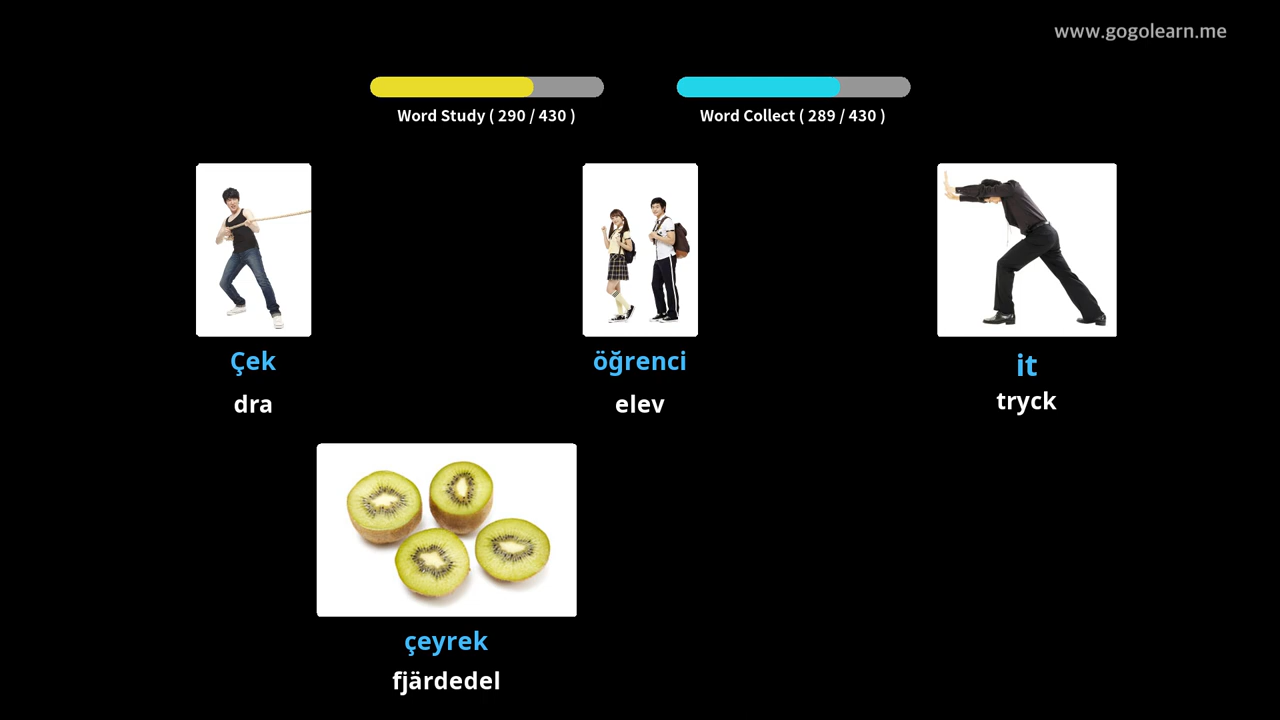 www.gogolearn.me
Word Study ( 290 / 430 )
Word Collect ( 289 / 430 )
Çek
öğrenci
it
dra
elev
tryck
çeyrek
fjärdedel